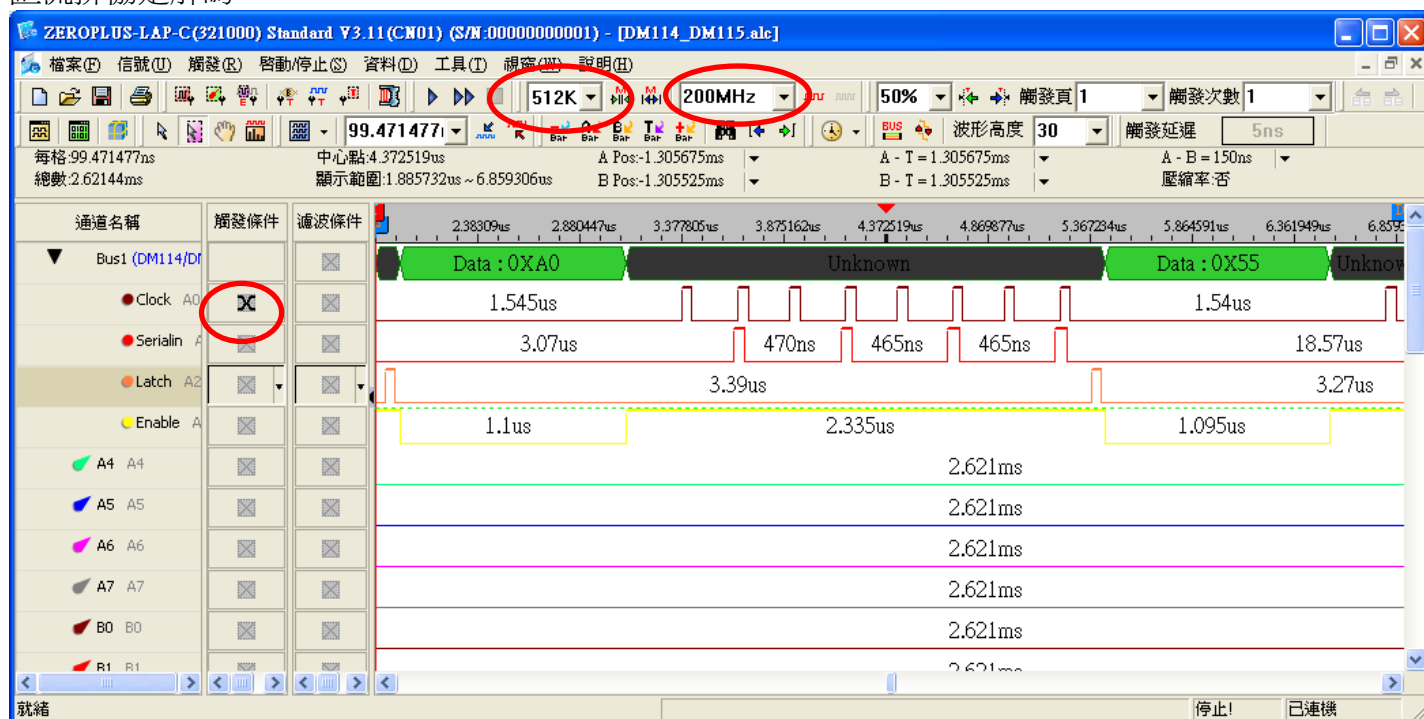 ZEROPLUS-LAP-C(321000) Standard V3.11(CN01) (S/N:00000000001) - [DM114_DM115.alc]
檔案(F) 信號(U) 觸發(R) 啓動/停止(S) 資料(D) 工具(I) 視窗(W) 說明(H)
512K 200MHz 50% 觸發頁 1 觸發次數 1
99.471477 Bar Bar Bar Bar Bar BUS 波形高度 30 觸發延遲 5ns
每格:99.471477ns 中心點:4.372519us A Pos:-1.305675ms A - T = 1.305675ms A - B = 150ns
總數:2.62144ms 顯示範圍:1.885732us ~ 6.859306us B Pos:-1.305525ms B - T = 1.305525ms 壓縮率:否
通道名稱 觸發條件 濾波條件 2.38309us 2.880447us 3.377805us 3.875162us 4.372519us 4.869877us 5.367234us 5.864591us 6.361949us
Bus1 (DM114/ Data : 0XA0 Unknown Data : 0X55
Clock A0 1.545us 1.54us
Serialin 3.07us 470ns 465ns 465ns 18.57us
Latch A2 3.39us 3.27us
Enable 1.1us 2.335us 1.095us
A4 A4 2.621ms
A5 A5 2.621ms
A6 A6 2.621ms
A7 A7 2.621ms
B0 B0 2.621ms
B1 B1
就緒 停止! 已連機